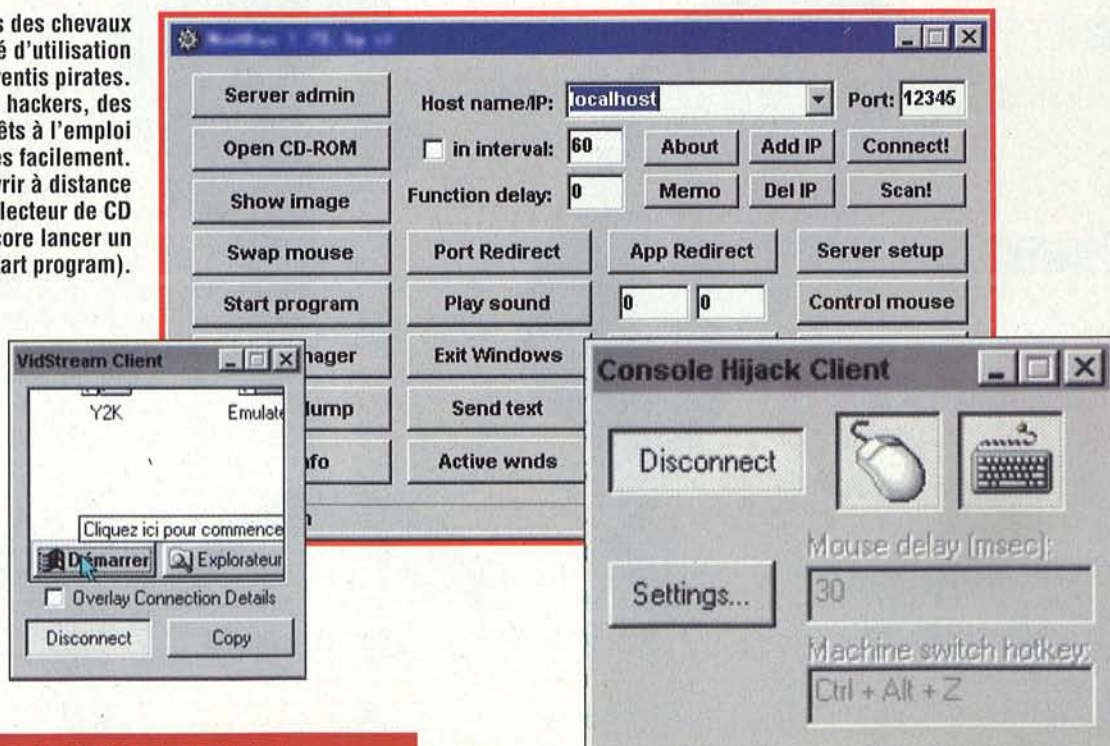 s des chevaux
é d'utilisation
rentis pirates.
hackers, des
êts à l'emploi
es facilement.
rir à distance
lecteur de CD
core lancer un
art program).
Server admin
Host name/IP: localhost Port: 12345
Open CD-ROM
in interval: 60 About Add IP Connect!
Show image
Function delay: 0 Memo Del IP Scan!
Swap mouse Port Redirect App Redirect Server setup
Start program Play sound 0 0 Control mouse
nager Exit Windows
ump Send text
fo Active wnds
VidStream Client
Y2K Emulate
Cliquez ici pour commence
Démarrer Explorateur
Overlay Connection Details
Disconnect Copy
Console Hijack Client
Disconnect
Mouse delay (msec):
Settings... 30
Machine switch hotkey:
Ctrl + Alt + Z